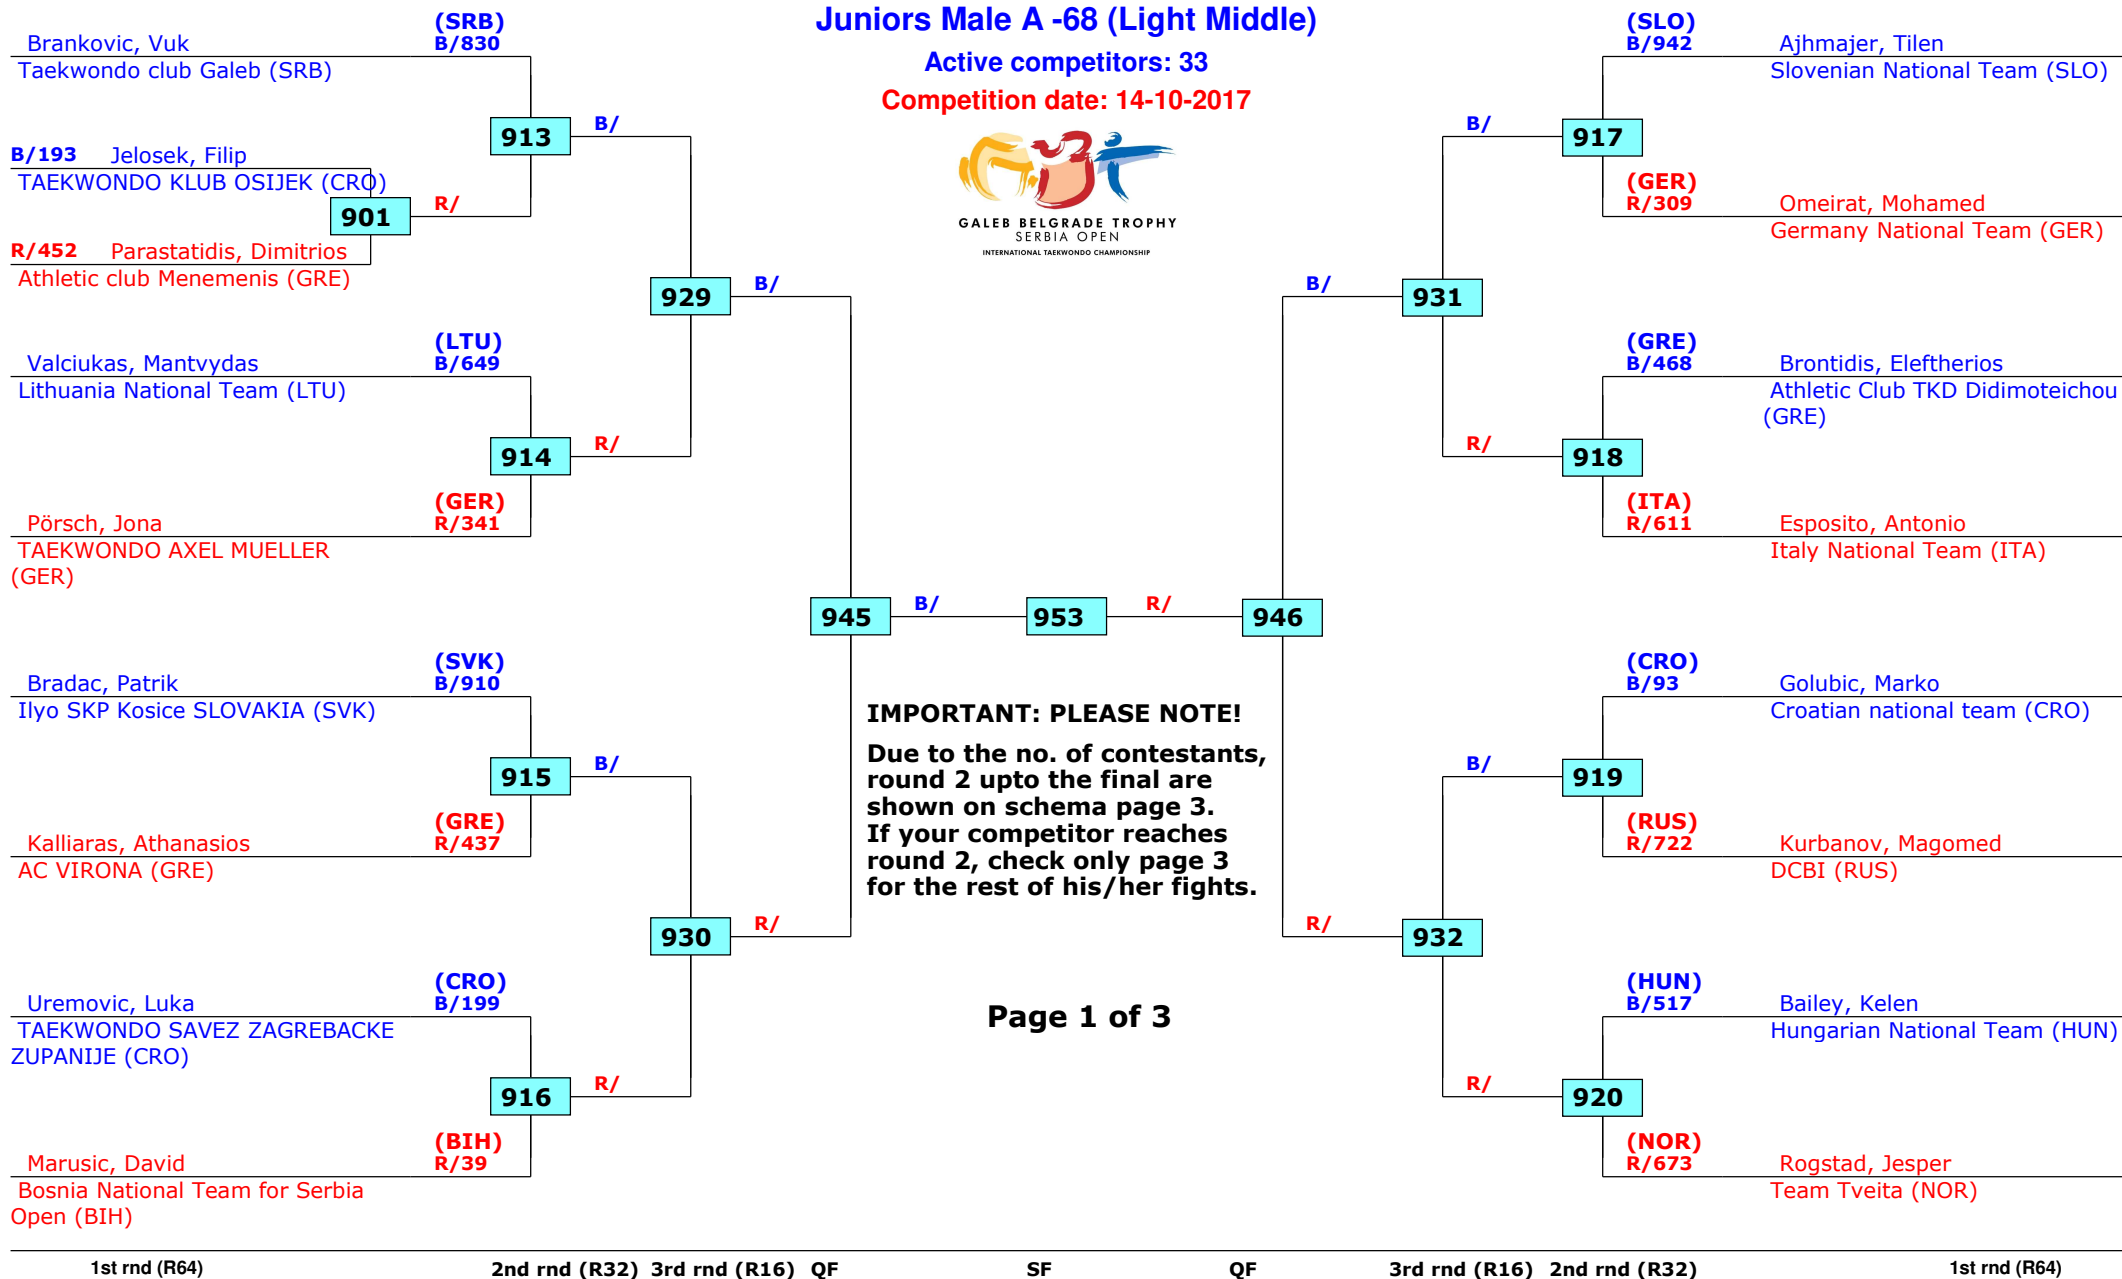 Juniors Male A -68 (Light Middle)
Active competitors: 33
Competition date: 14-10-2017
GALEB BELGRADE TROPHY
SERBIA OPEN
INTERNATIONAL TAEKWONDO CHAMPIONSHIP
Brankovic, Vuk
(SRB)
B/830
Taekwondo club Galeb (SRB)
913
B/
B/193 Jelosek, Filip
TAEKWONDO KLUB OSIJEK (CRO)
901
R/
R/452 Parastatidis, Dimitrios
Athletic club Menemenis (GRE)
929
B/
Valciukas, Mantvydas
(LTU)
B/649
Lithuania National Team (LTU)
914
R/
Pörsch, Jona
(GER)
R/341
TAEKWONDO AXEL MUELLER
(GER)
945
B/
953
R/
946
Bradac, Patrik
(SVK)
B/910
Ilyo SKP Kosice SLOVAKIA (SVK)
915
B/
Kalliaras, Athanasios
(GRE)
R/437
AC VIRONA (GRE)
930
R/
Uremovic, Luka
(CRO)
B/199
TAEKWONDO SAVEZ ZAGREBACKE
ZUPANIJE (CRO)
916
R/
Marusic, David
(BIH)
R/39
Bosnia National Team for Serbia
Open (BIH)
IMPORTANT: PLEASE NOTE!
Due to the no. of contestants,
round 2 upto the final are
shown on schema page 3.
If your competitor reaches
round 2, check only page 3
for the rest of his/her fights.
Page 1 of 3
(SLO)
B/942
Ajhmajer, Tilen
Slovenian National Team (SLO)
B/
917
(GER)
R/309
Omeirat, Mohamed
Germany National Team (GER)
B/
931
(GRE)
B/468
Brontidis, Eleftherios
Athletic Club TKD Didimoteichou
(GRE)
R/
918
(ITA)
R/611
Esposito, Antonio
Italy National Team (ITA)
(CRO)
B/93
Golubic, Marko
Croatian national team (CRO)
B/
919
(RUS)
R/722
Kurbanov, Magomed
DCBI (RUS)
R/
932
(HUN)
B/517
Bailey, Kelen
Hungarian National Team (HUN)
R/
920
(NOR)
R/673
Rogstad, Jesper
Team Tveita (NOR)
1st rnd (R64) 2nd rnd (R32) 3rd rnd (R16) QF SF QF 3rd rnd (R16) 2nd rnd (R32) 1st rnd (R64)